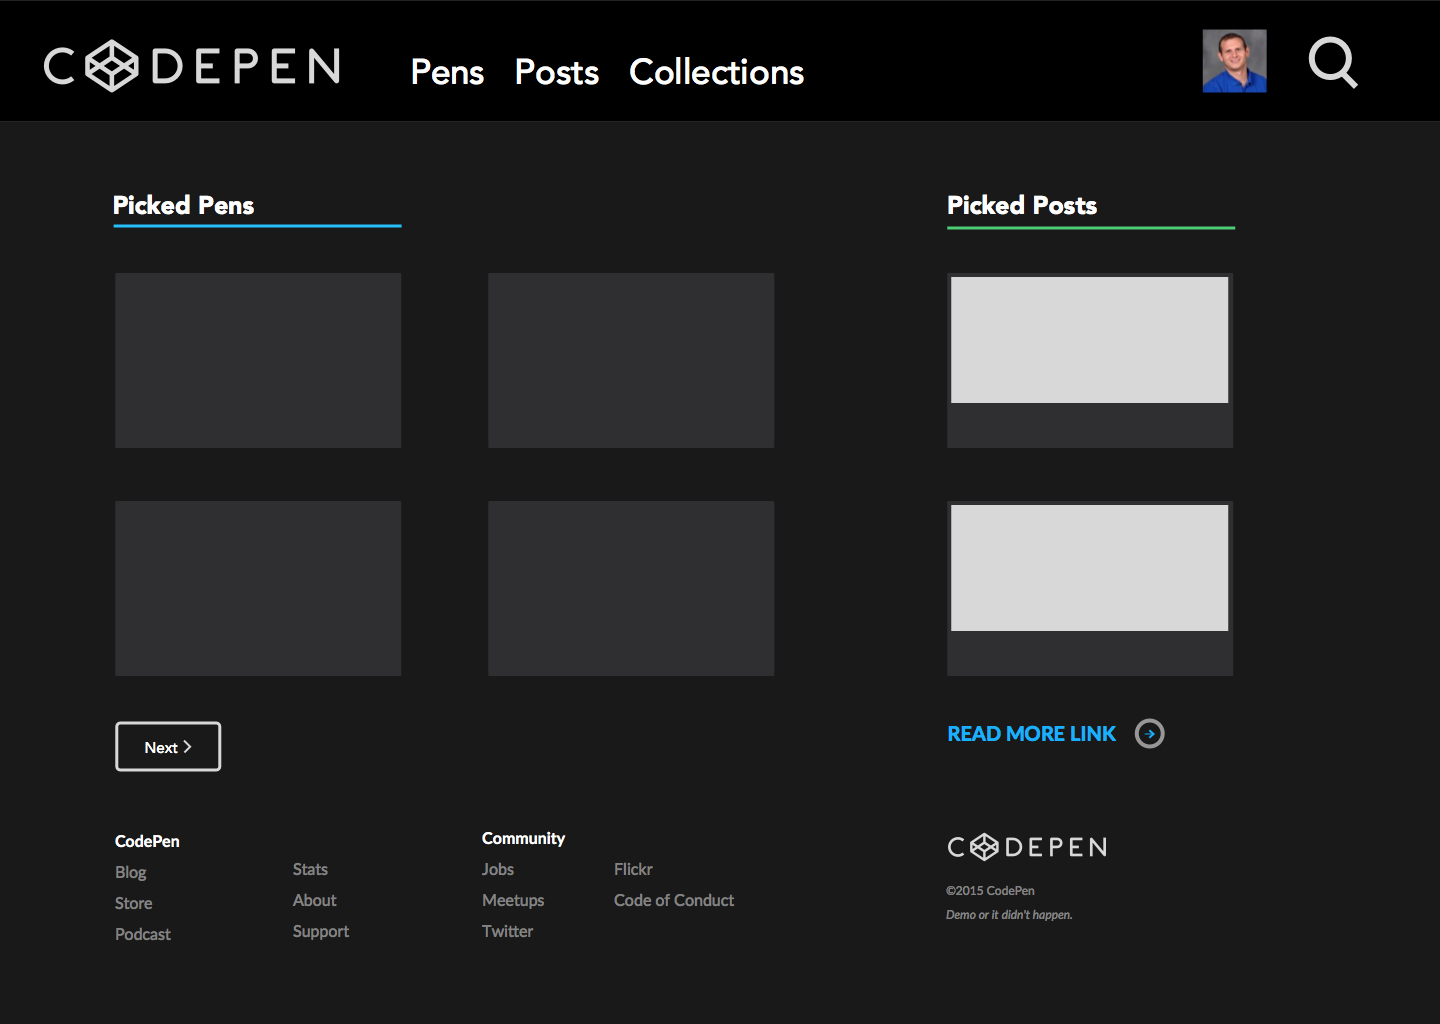 CODEPEN
Pens Posts Collections
Picked Pens
Picked Posts
Next
READ MORE LINK
CodePen
Blog
Store
Podcast
Stats
About
Support
Community
Jobs
Meetups
Twitter
Flickr
Code of Conduct
CODEPEN
©2015 CodePen
Demo or it didn't happen.